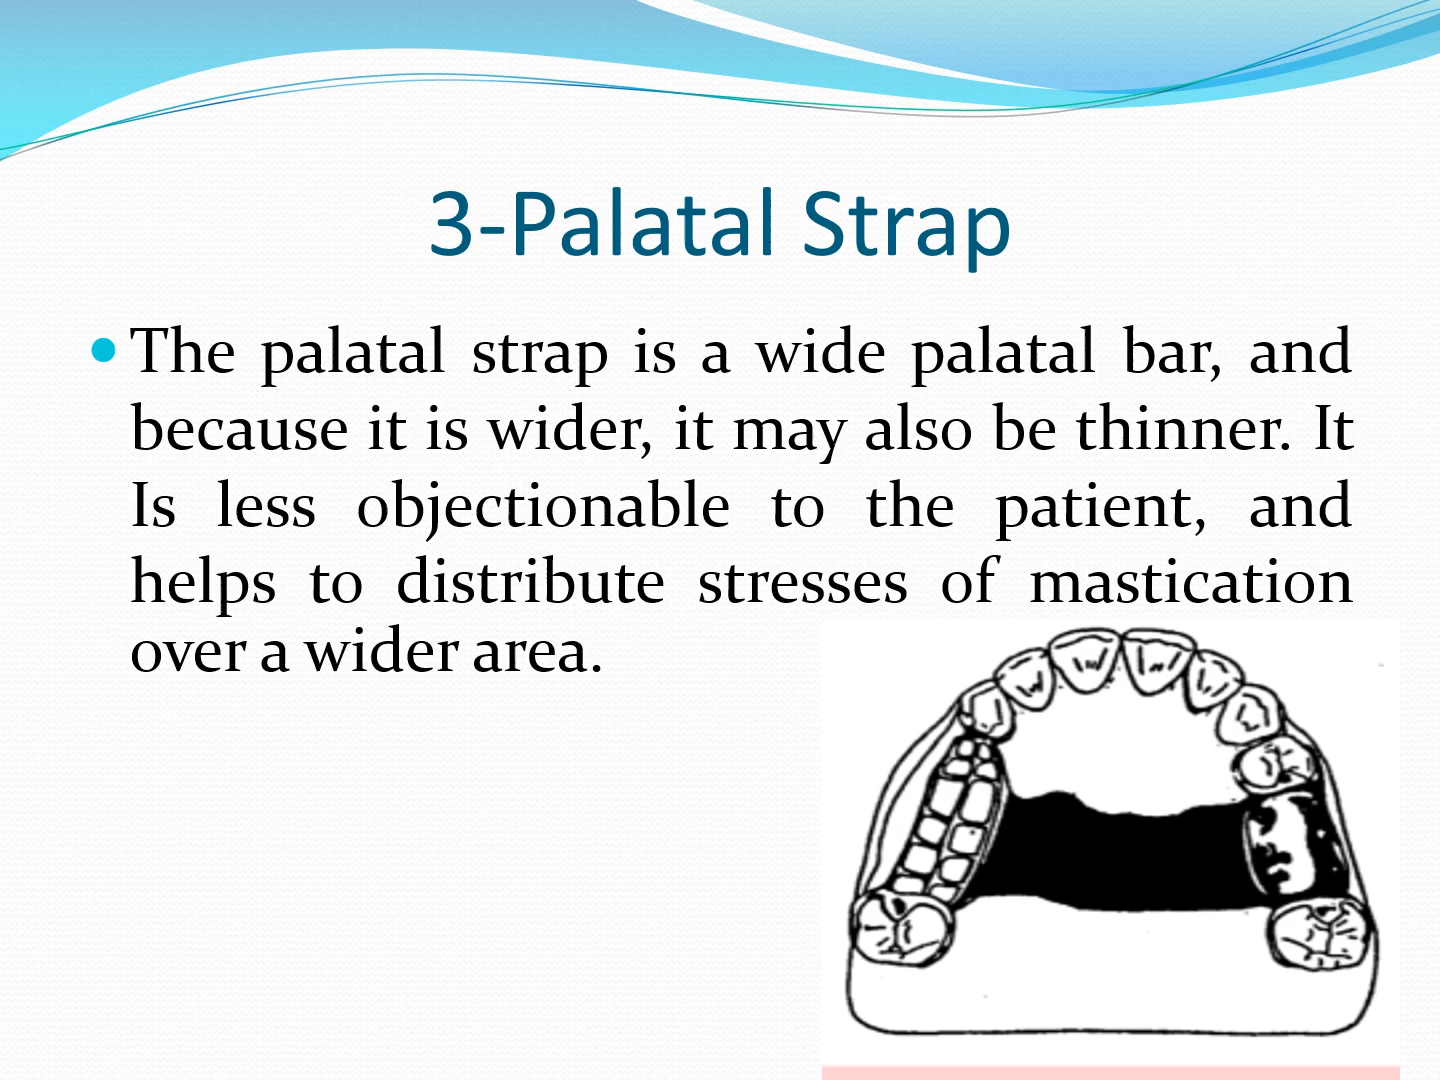 3-Palatal Strap
• The palatal strap is a wide palatal bar, and
because it is wider, it may also be thinner. It
Is less objectionable to the patient, and
helps to distribute stresses of mastication
over a wider area.